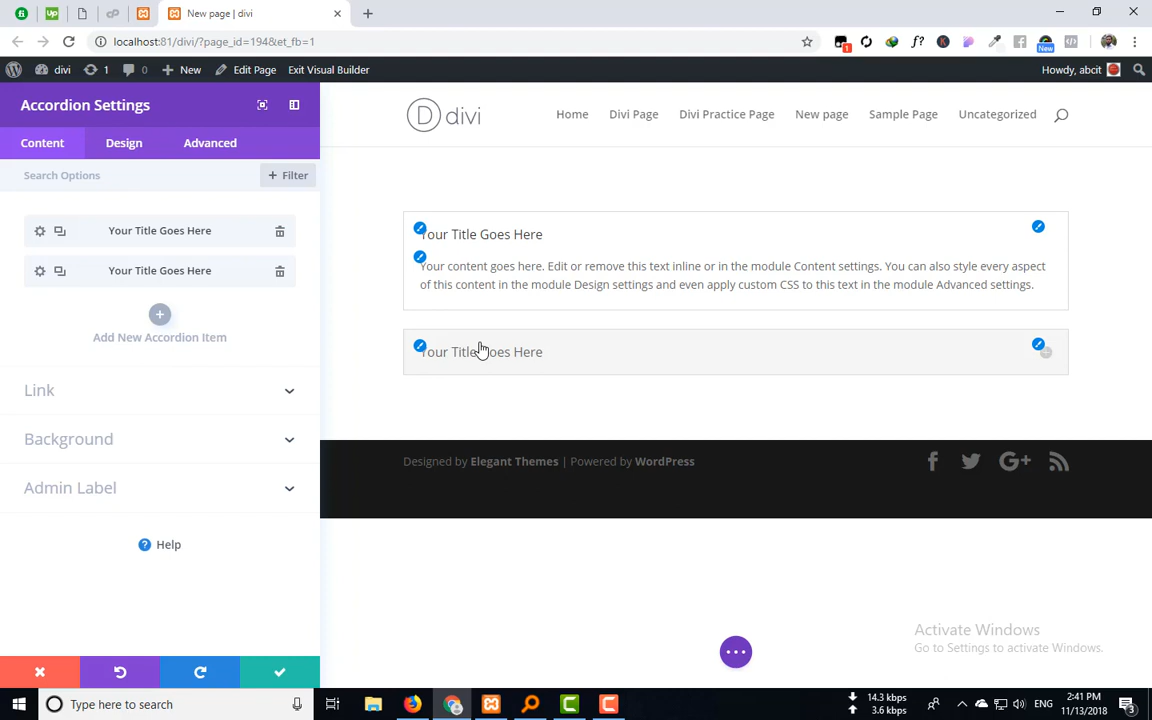 fi
up
New page | divi
localhost:81/divi/?page_id=194&et_fb=1
1
f?
K
New
divi
1
0
New
Edit Page
Exit Visual Builder
Howdy, abcit
Accordion Settings
Content
Design
Advanced
Search Options
+ Filter
Your Title Goes Here
Your Title Goes Here
Add New Accordion Item
Link
Background
Admin Label
? Help
D divi
Home
Divi Page
Divi Practice Page
New page
Sample Page
Uncategorized
Your Title Goes Here
Your content goes here. Edit or remove this text inline or in the module Content settings. You can also style every aspect
of this content in the module Design settings and even apply custom CSS to this text in the module Advanced settings.
Your Title Goes Here
Designed by Elegant Themes | Powered by WordPress
Activate Windows
Go to Settings to activate Windows.
Type here to search
14.3 kbps
3.6 kbps
ENG
2:41 PM
11/13/2018
3